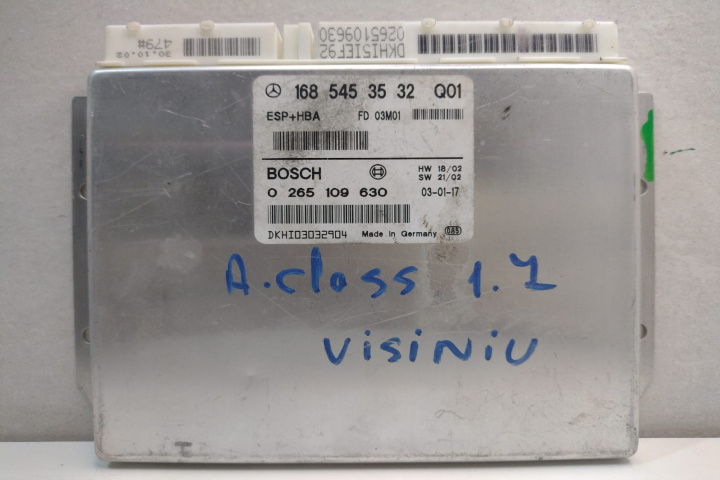 30.10.02
479#
DKHI51EF92
0265109630
168 545 35 32 Q01
ESP+HBA FD 03M01
BOSCH HW 18/02
SW 21/02
0 265 109 630 03-01-17
DKHI03032904 Made in Germany 065
A.class 1.7
VISINIU